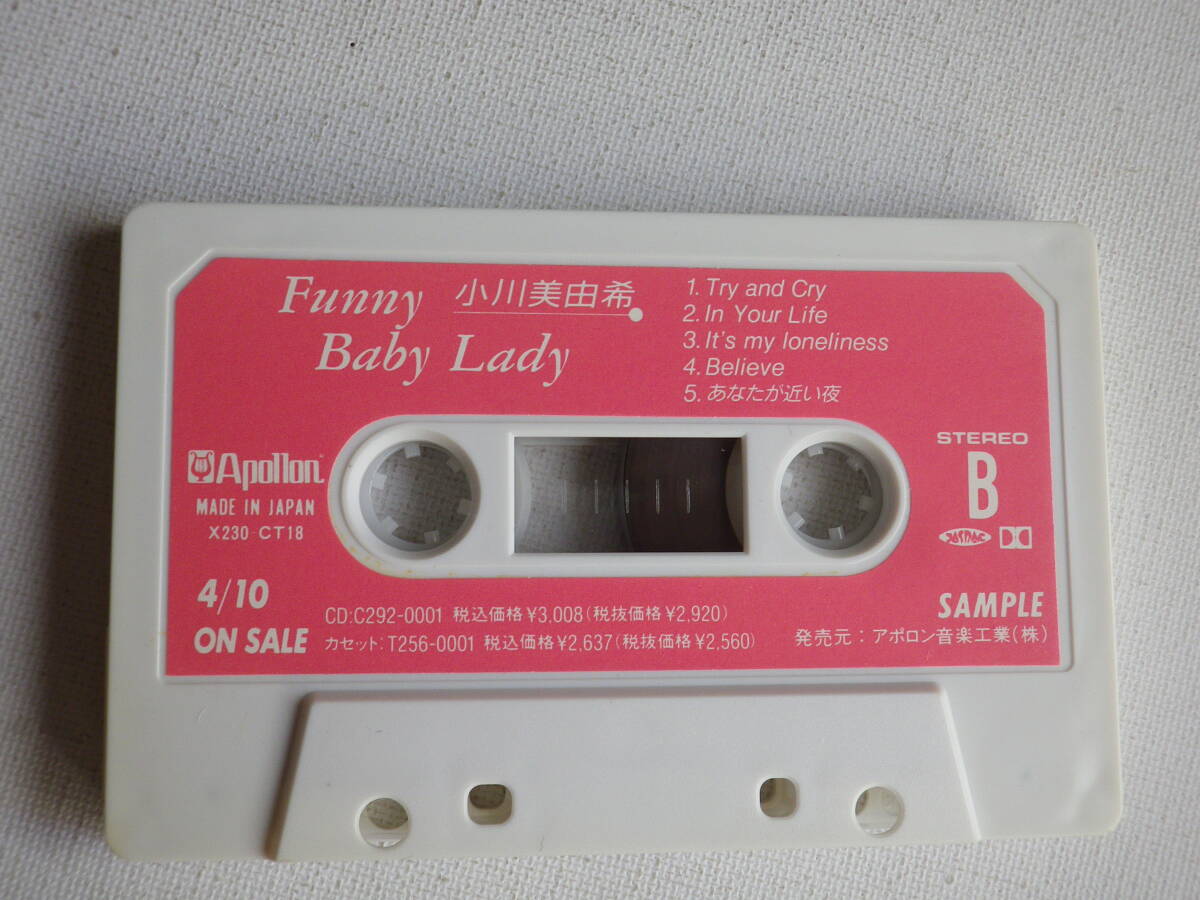 Funny 小川美由希
Baby Lady
1. Try and Cry
2. In Your Life
3. It's my loneliness
4. Believe
5. あなたが近い夜
Apollon
MADE IN JAPAN
X230 CT18
STEREO
B
JASRAC
4/10
ON SALE
CD:C292-0001 税込価格¥3,008(税抜価格¥2,920)
カセット:T256-0001 税込価格¥2,637(税抜価格¥2,560)
SAMPLE
発売元:アポロン音楽工業(株)